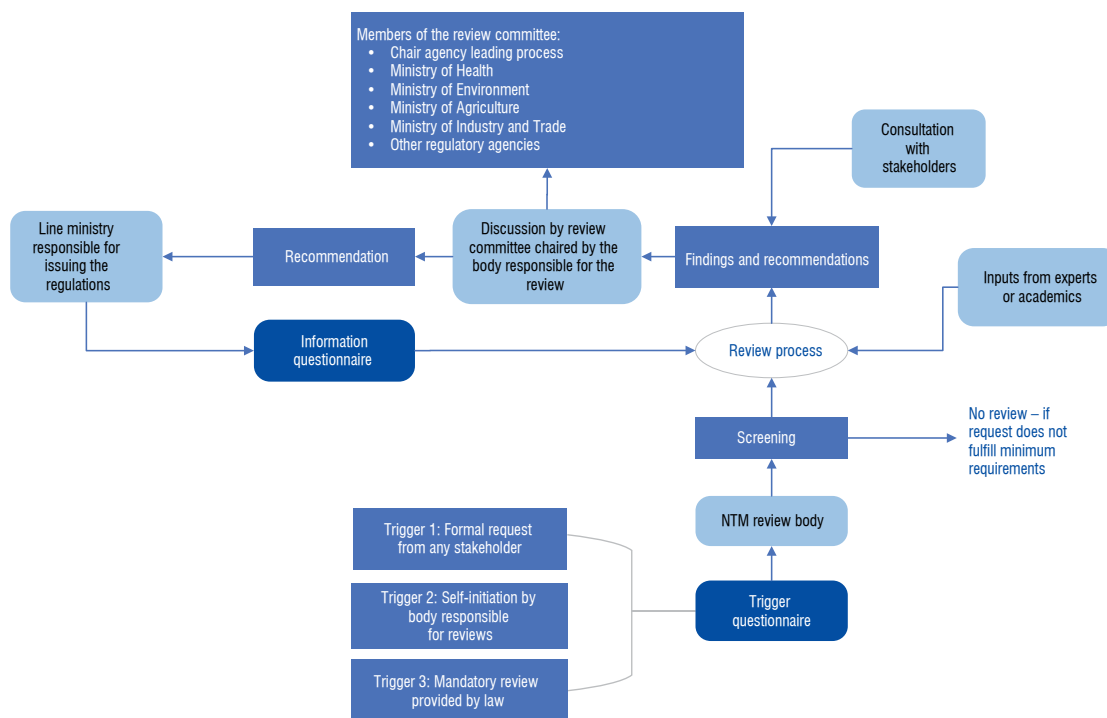 Members of the review committee:
• Chair agency leading process
• Ministry of Health
• Ministry of Environment
• Ministry of Agriculture
• Ministry of Industry and Trade
• Other regulatory agencies
Consultation
with
stakeholders
Line ministry
responsible for
issuing the
regulations
Recommendation
Discussion by review
committee chaired by the
body responsible for the
review
Findings and recommendations
Inputs from experts
or academics
Information
questionnaire
Review process
Screening
No review – if
request does not
fulfill minimum
requirements
NTM review body
Trigger 1: Formal request
from any stakeholder
Trigger 2: Self-initiation by
body responsible
for reviews
Trigger
questionnaire
Trigger 3: Mandatory review
provided by law